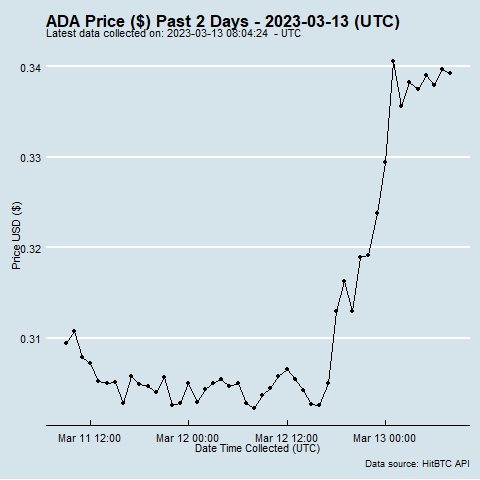 ADA Price ($) Past 2 Days - 2023-03-13 (UTC)
Latest data collected on: 2023-03-13 08:04:24 - UTC
0.34
0.33
0.32
0.31
Price USD ($)
Mar 11 12:00 Mar 12 00:00 Mar 12 12:00 Mar 13 00:00
Date Time Collected (UTC)
Data source: HitBTC API